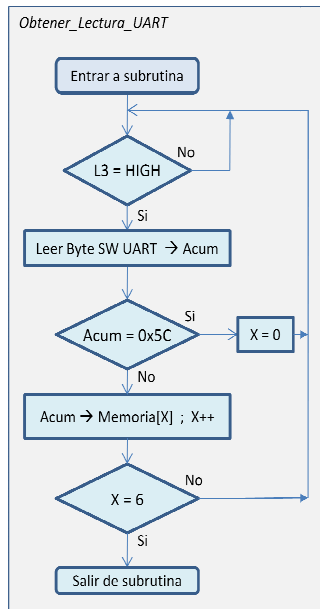 Obtener_Lectura_UART
Entrar a subrutina
No
L3 = HIGH
Si
Leer Byte SW UART → Acum
Si
Acum = 0x5C
X = 0
No
Acum → Memoria[X] ; X++
No
X = 6
Si
Salir de subrutina